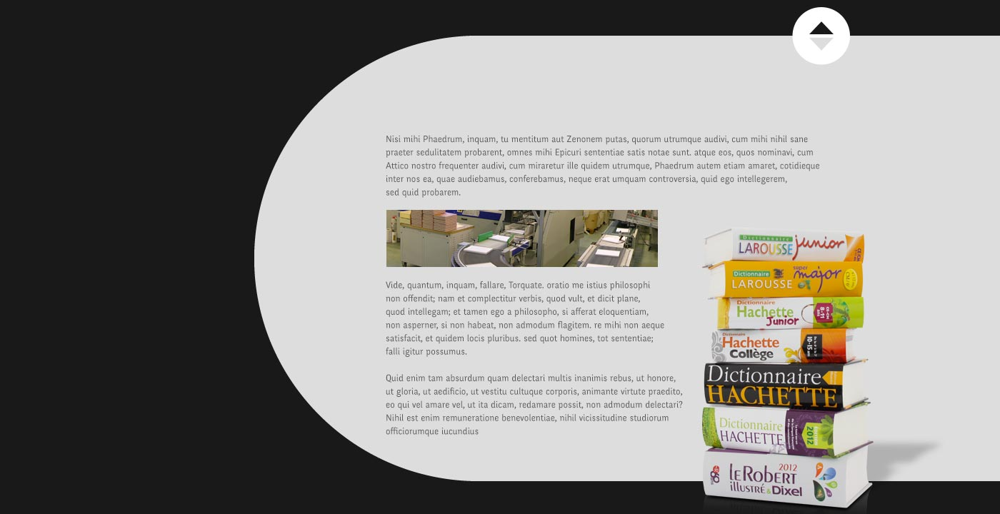 Nisi mihi Phaedrum, inquam, tu mentitum aut Zenonem putas, quorum utrumque audivi, cum mihi nihil sane
praeter sedulitatem probarent, omnes mihi Epicuri sententiae satis notae sunt. atque eos, quos nominavi, cum
Attico nostro frequenter audivi, cum miraretur ille quidem utrumque, Phaedrum autem etiam amaret, cotidieque
inter nos ea, quae audiebamus, conferebamus, neque erat umquam controversia, quid ego intellegerem,
sed quid probarem.
Vide, quantum, inquam, fallare, Torquate. oratio me istius philosophi
non offendit; nam et complectitur verbis, quod vult, et dicit plane,
quod intellegam; et tamen ego a philosopho, si afferat eloquentiam,
non asperner, si non habeat, non admodum flagitem. re mihi non aeque
satisfacit, et quidem locis pluribus. sed quot homines, tot sententiae;
falli igitur possumus.
Quid enim tam absurdum quam delectari multis inanimis rebus, ut honore,
ut gloria, ut aedificio, ut vestitu cultuque corporis, animante virtute praedito,
eo qui vel amare vel, ut ita dicam, redamare possit, non admodum delectari?
Nihil est enim remuneratione benevolentiae, nihil vicissitudine studiorum
officiorumque iucundius
Dictionnaire
LAROUSSE junior
Dictionnaire super major
LAROUSSE
Dictionnaire
Hachette
Junior
8-11
Dictionnaire
Hachette
Collège
10-15
Dictionnaire
HACHETTE
Dictionnaire
HACHETTE
2012
2012
LE ROBERT
ILLUSTRÉ & Dixel